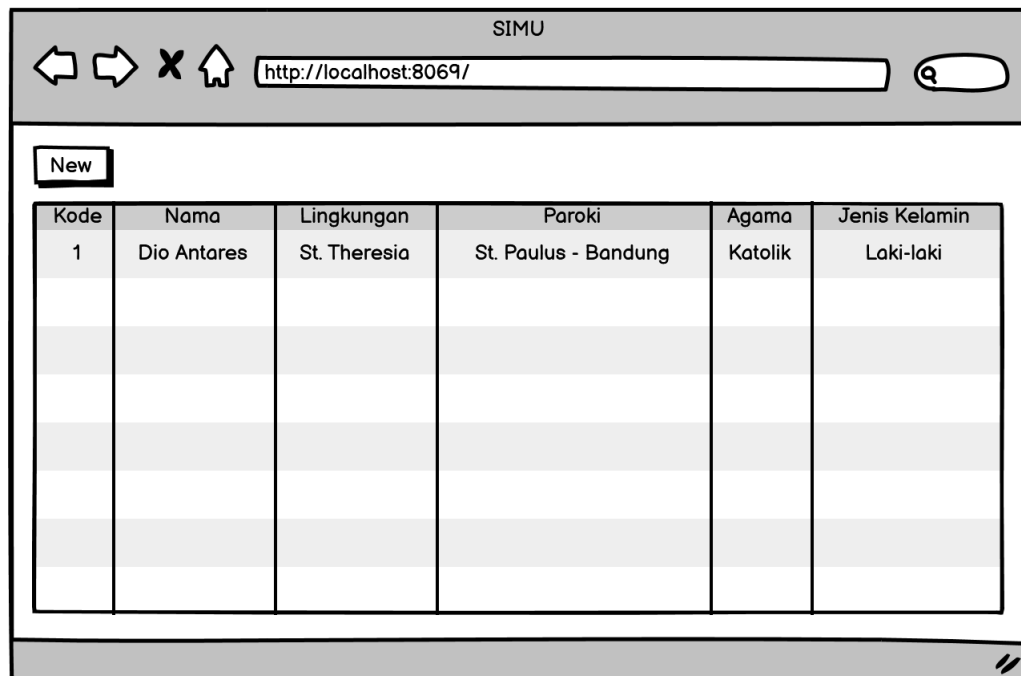 SIMU
http://localhost:8069/
New
Kode Nama Lingkungan Paroki Agama Jenis Kelamin
1 Dio Antares St. Theresia St. Paulus - Bandung Katolik Laki-laki